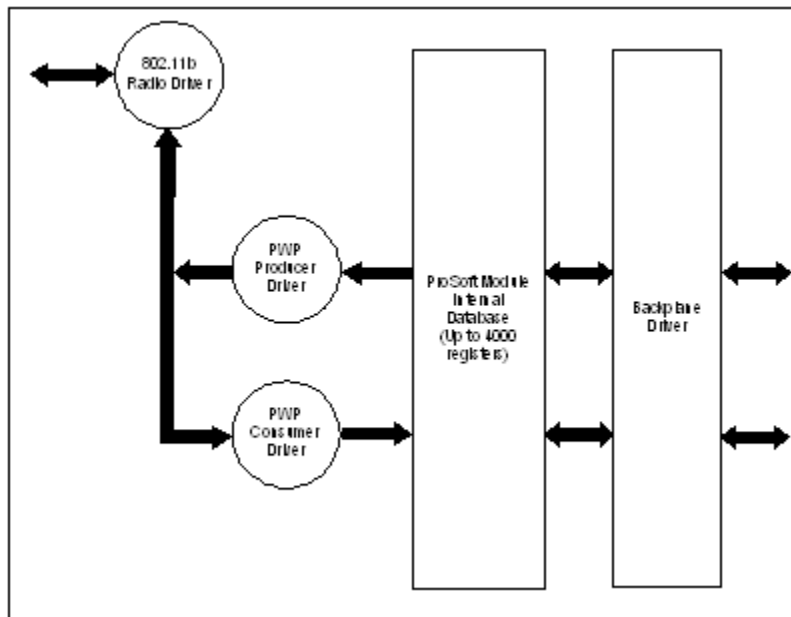 802.11b
Radio Driver
PWP
Producer
Driver
ProSoft Module
Internal
Database
(Up to 4000
registers)
Backplane
Driver
PWP
Consumer
Driver